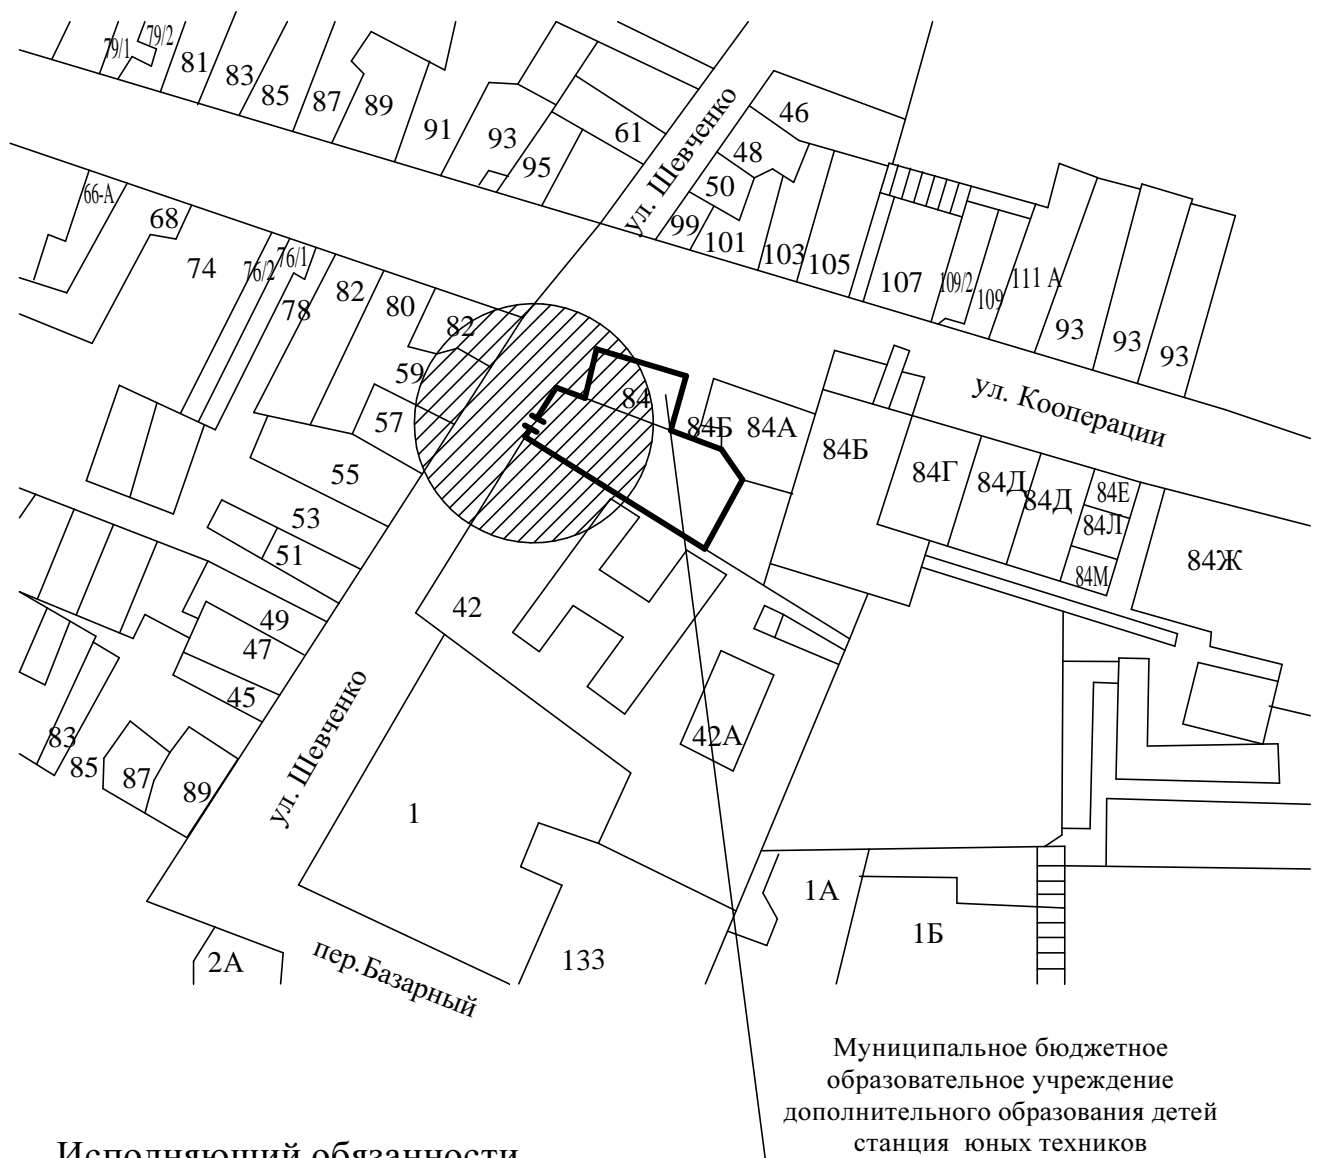 79/1
79/2
81
83
85
87
89
91
93
95
61
ул. Шевченко
46
48
50
99
101
103
105
107
109/2
109
111 А
93
93
93
66-А
68
74
76/2
76/1
78
82
80
82
59
57
55
53
51
49
47
45
84
84Б
84А
84Б
84Г
84Д
84Д
84Е
84Л
84М
84Ж
ул. Кооперации
42
42А
83
85
87
89
ул. Шевченко
1
1А
1Б
2А
133
пер.Базарный
Муниципальное бюджетное
образовательное учреждение
дополнительного образования детей
станция юных техников
Исполняющий обязанности